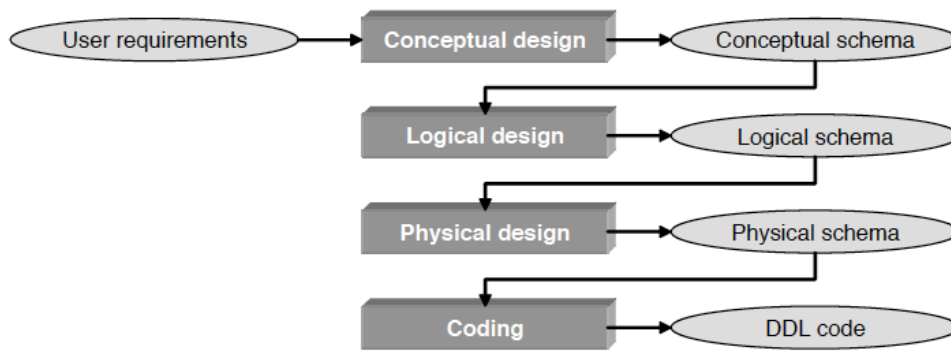 User requirements
Conceptual design
Conceptual schema
Logical design
Logical schema
Physical design
Physical schema
Coding
DDL code